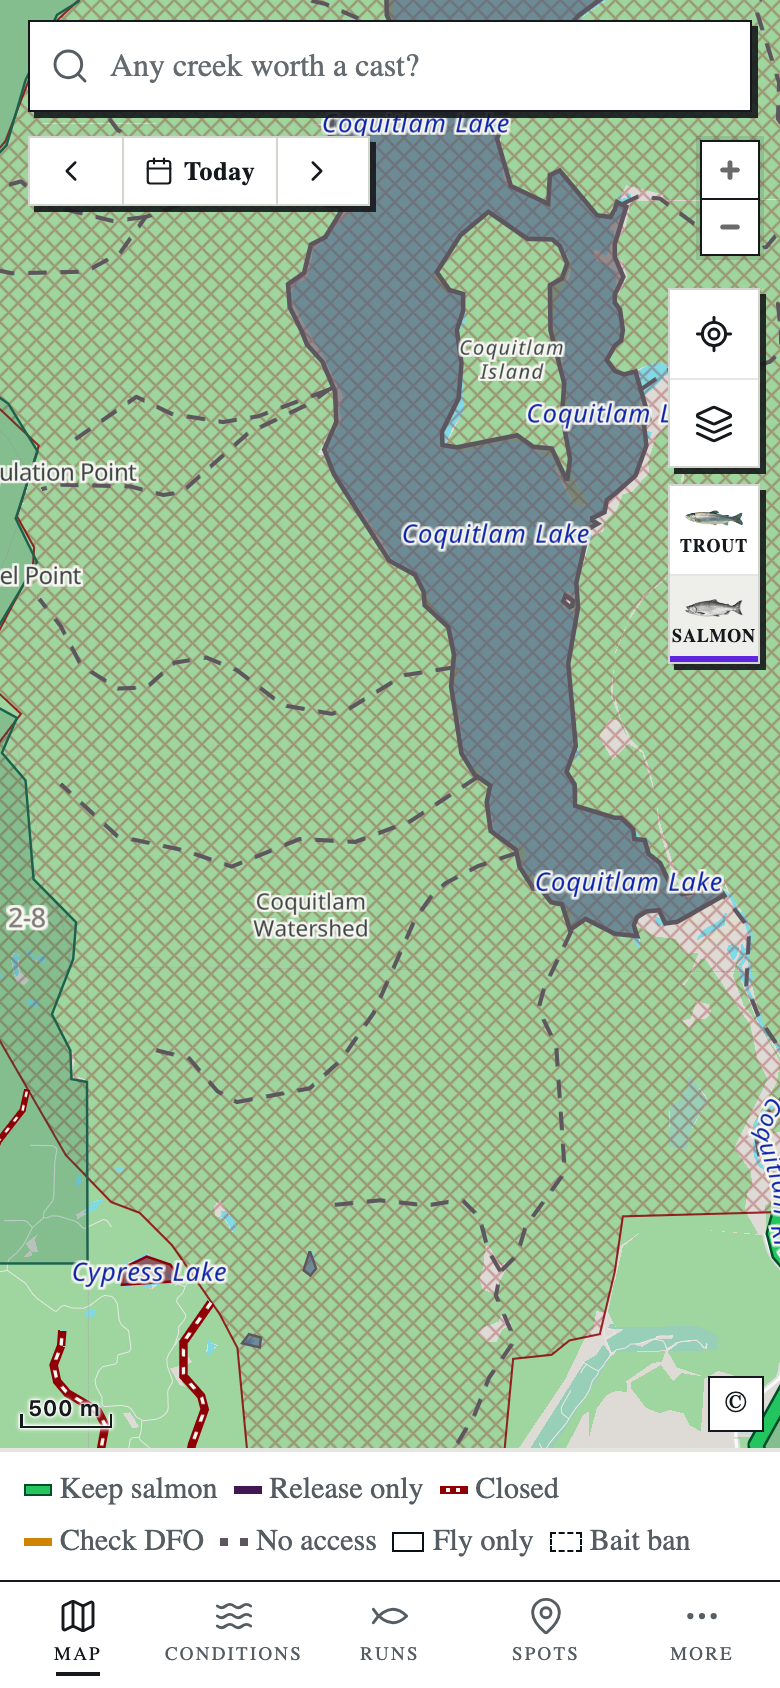 Any creek worth a cast?
Coquitlam Lake
Today
Coquitlam
Island
Coquitlam L
ulation Point
Coquitlam Lake
TROUT
el Point
SALMON
Coquitlam Lake
Coquitlam
Watershed
2-8
Coquitlam
Cypress Lake
500 m
©
Keep salmon
Release only
Closed
Check DFO
No access
Fly only
Bait ban
MAP
CONDITIONS
RUNS
SPOTS
MORE